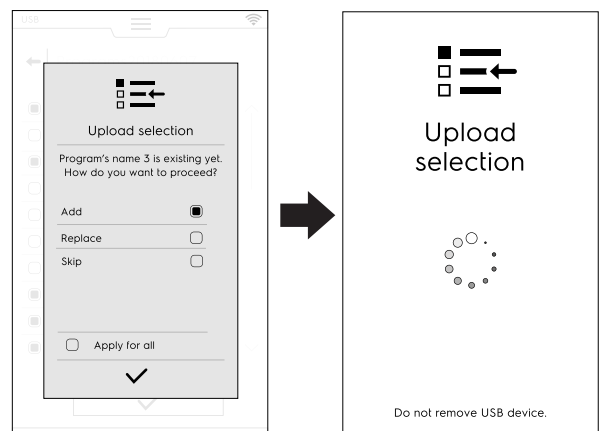 USB
Upload selection
Program's name 3 is existing yet.
How do you want to proceed?
Add
Replace
Skip
Apply for all
Upload
selection
Do not remove USB device.